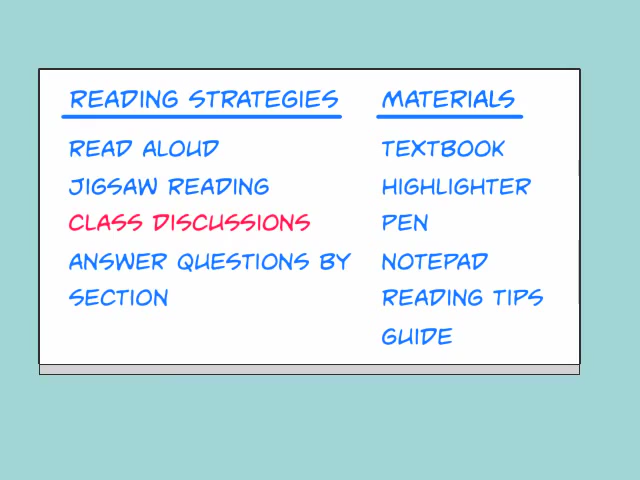 READING STRATEGIES
READ ALOUD
JIGSAW READING
CLASS DISCUSSIONS
ANSWER QUESTIONS BY
SECTION
MATERIALS
TEXTBOOK
HIGHLIGHTER
PEN
NOTEPAD
READING TIPS
GUIDE